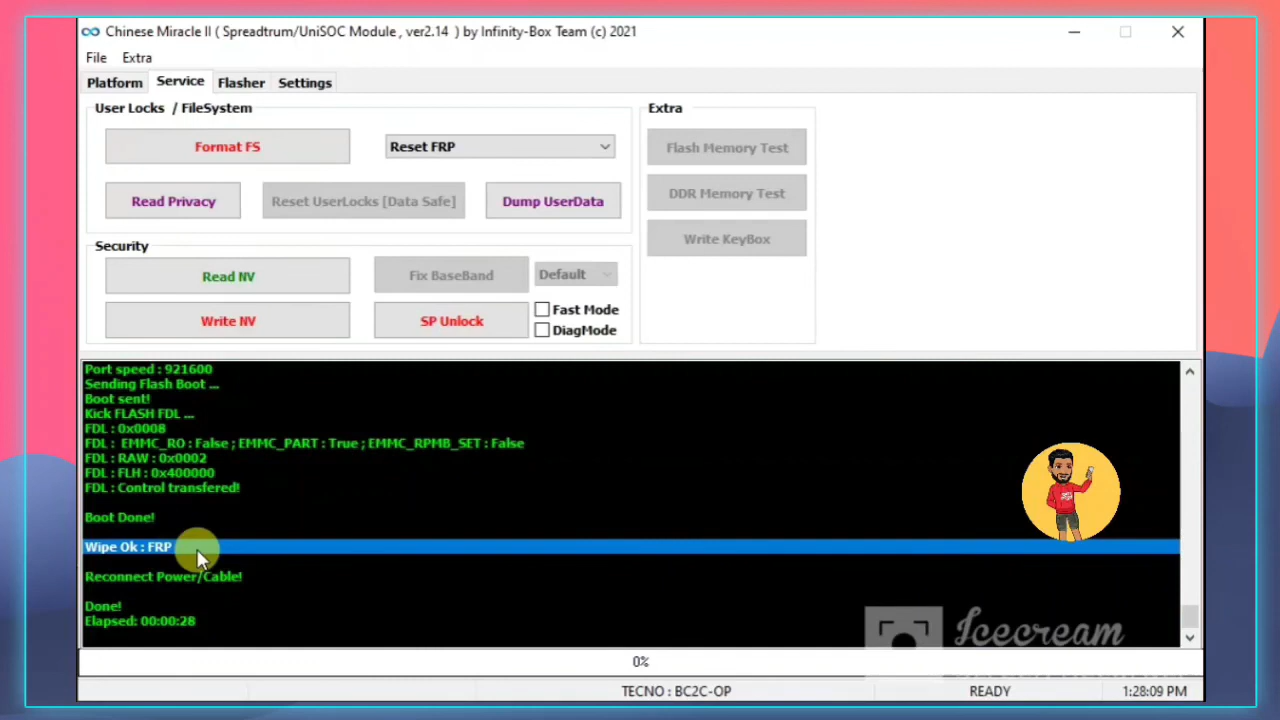 Chinese Miracle II ( Spreadtrum/UniSOC Module , ver2.14 ) by Infinity-Box Team (c) 2021
File Extra
Platform Service Flasher Settings
User Locks / FileSystem
Extra
Format FS
Reset FRP
Flash Memory Test
Read Privacy
Reset UserLocks [Data Safe]
Dump UserData
DDR Memory Test
Security
Write KeyBox
Read NV
Fix BaseBand
Default
Write NV
SP Unlock
Fast Mode
DiagMode
Port speed : 921600
Sending Flash Boot ...
Boot sent!
Kick FLASH FDL ...
FDL : 0x0008
FDL : EMMC_RO : False ; EMMC_PART : True ; EMMC_RPMB_SET : False
FDL : RAW : 0x0002
FDL : FLH : 0x400000
FDL : Control transfered!
Boot Done!
Wipe Ok : FRP
Reconnect Power/Cable!
Done!
Elapsed: 00:00:28
Icecream
0%
TECNO : BC2C-OP
READY
1:28:09 PM